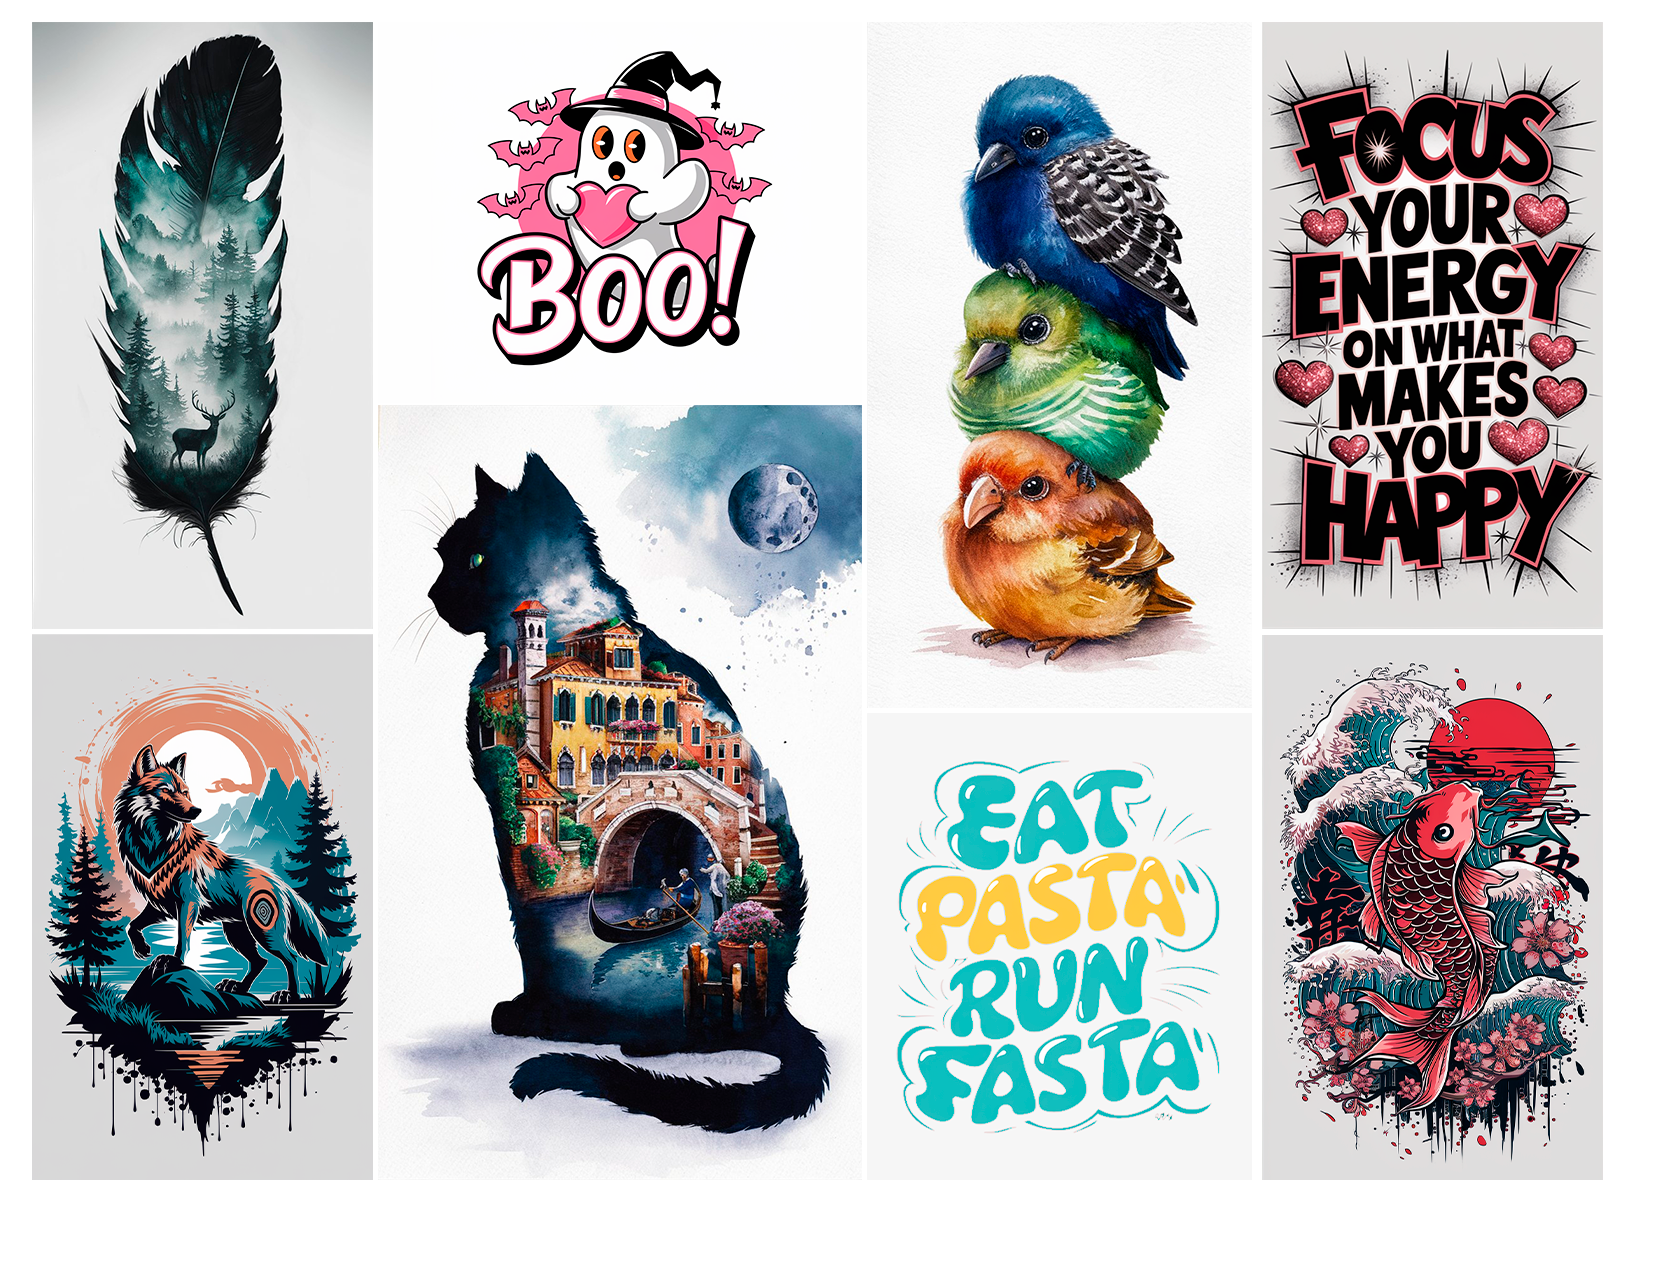 BOO!
FOCUS
YOUR
ENERGY
ON WHAT
MAKES
YOU
HAPPY
EAT
PASTA
RUN
FASTA